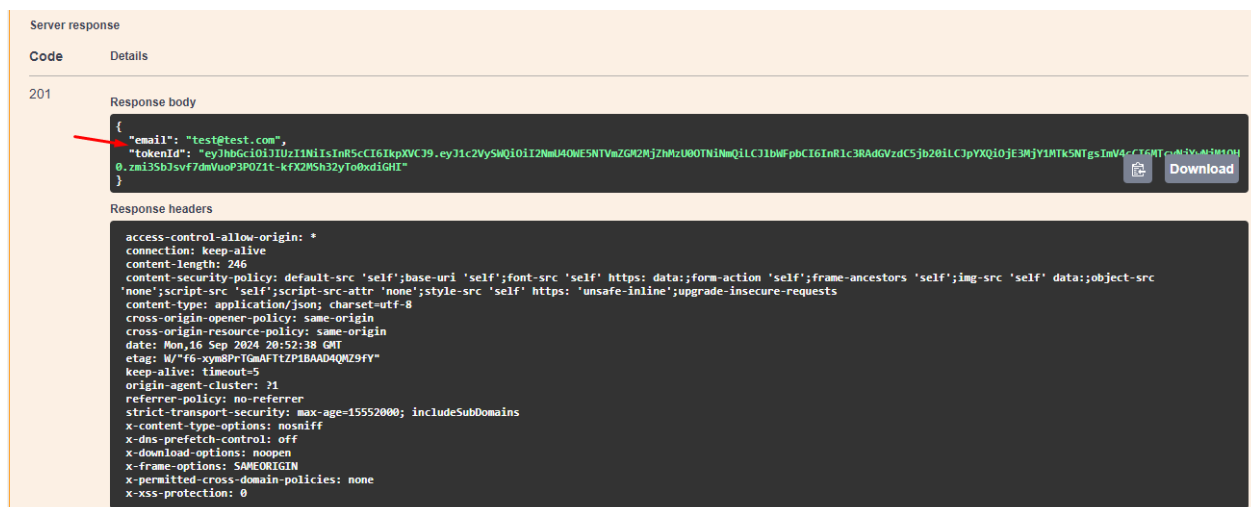 Server response
Code Details
201
Response body
{
"email": "test@test.com",
"tokenId": "eyJhbGciOiJIUzI1NiIsInR5cCI6IkpXVCJ9.eyJ1c2VySWQiOiI2NmU4OWE5NTVmZGM2MjZhMzU0OTNiNmQiLCJlbWFpbCI6InRlc3RAdGVzdC5jb20iLCJpYXQiOjE3MjY1MTk5NTgsImV4cCI6MTcyNjYwNjM1OH
0.zmi3SbJsvf7dmVuoP3POZ1t-kfX2MSh32yTo0xdiGHI"
}
Download
Response headers
access-control-allow-origin: *
connection: keep-alive
content-length: 246
content-security-policy: default-src 'self';base-uri 'self';font-src 'self' https: data:;form-action 'self';frame-ancestors 'self';img-src 'self' data:;object-src
'none';script-src 'self';script-src-attr 'none';style-src 'self' https: 'unsafe-inline';upgrade-insecure-requests
content-type: application/json; charset=utf-8
cross-origin-opener-policy: same-origin
cross-origin-resource-policy: same-origin
date: Mon,16 Sep 2024 20:52:38 GMT
etag: W/"f6-xym8PrTGmAFTtZP1BAAD4QMZ9fY"
keep-alive: timeout=5
origin-agent-cluster: ?1
referrer-policy: no-referrer
strict-transport-security: max-age=15552000; includeSubDomains
x-content-type-options: nosniff
x-dns-prefetch-control: off
x-download-options: noopen
x-frame-options: SAMEORIGIN
x-permitted-cross-domain-policies: none
x-xss-protection: 0